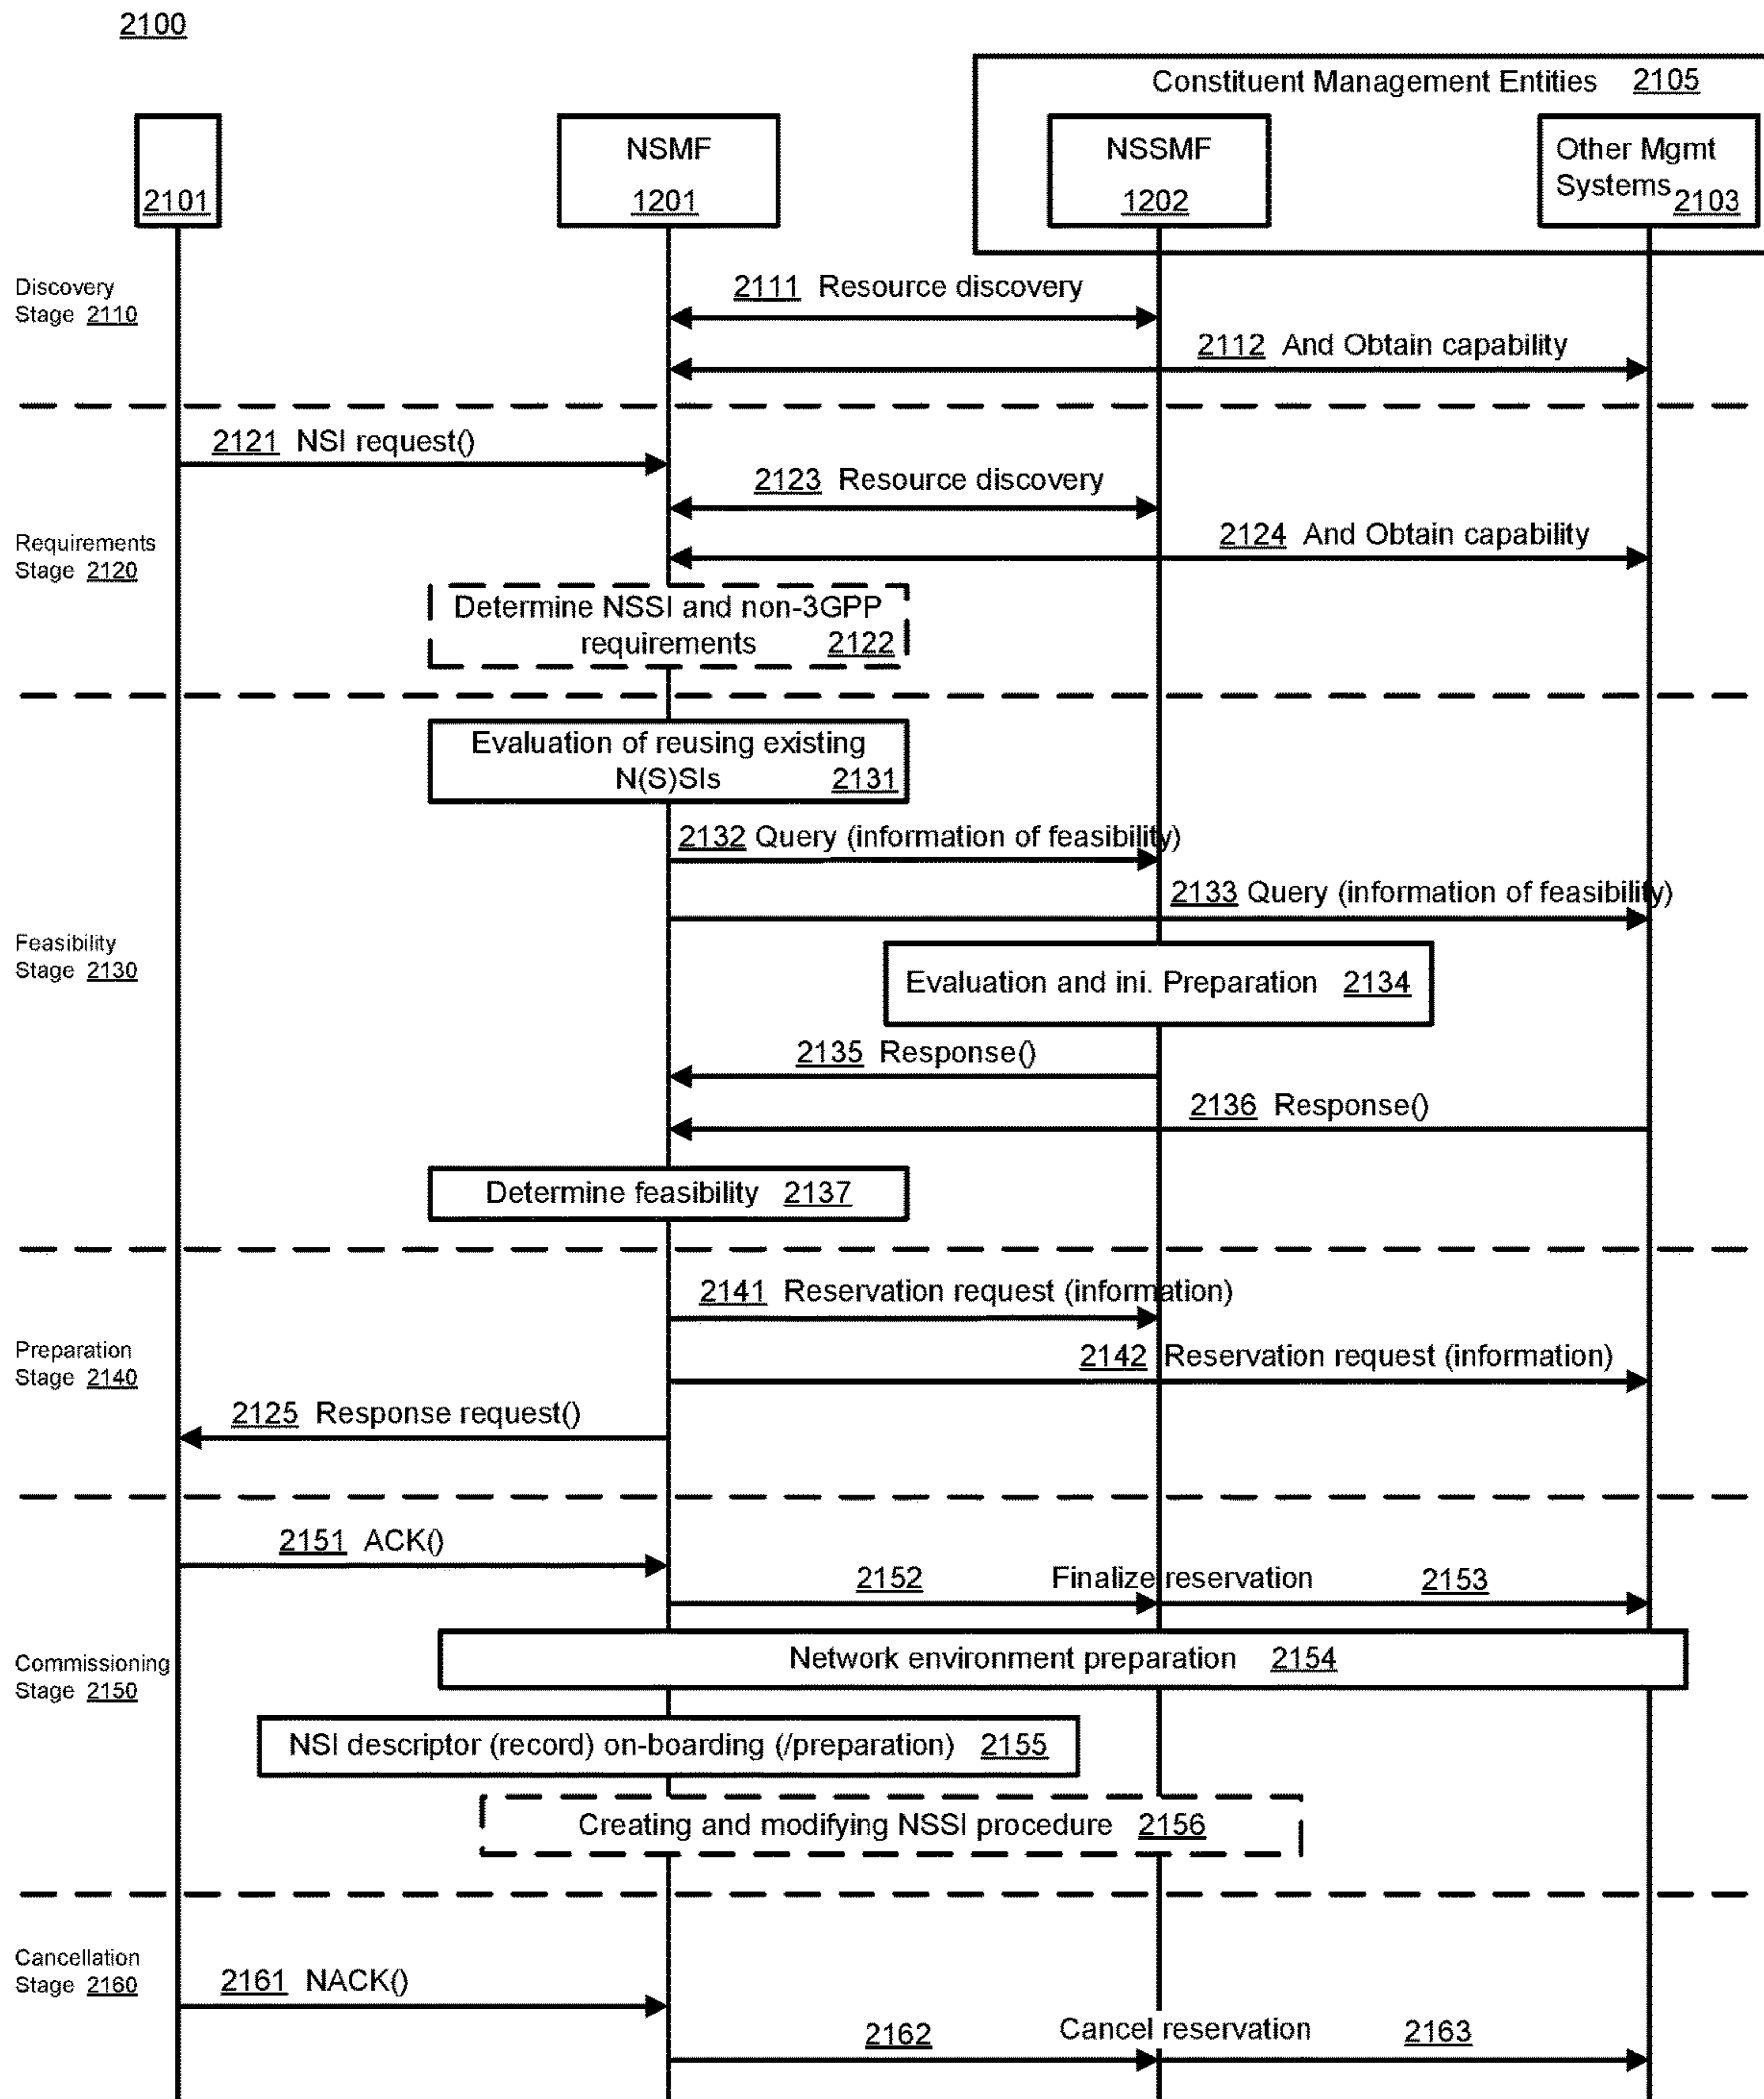 2100
Constituent Management Entities 2105
2101
NSMF
1201
NSSMF
1202
Other Mgmt
Systems 2103
Discovery
Stage 2110
2111 Resource discovery
2112 And Obtain capability
2121 NSI request()
2123 Resource discovery
2124 And Obtain capability
Requirements
Stage 2120
Determine NSSI and non-3GPP
requirements 2122
Evaluation of reusing existing
N(S)SIs 2131
2132 Query (information of feasibility)
2133 Query (information of feasibility)
Feasibility
Stage 2130
Evaluation and ini. Preparation 2134
2135 Response()
2136 Response()
Determine feasibility 2137
2141 Reservation request (information)
Preparation
Stage 2140
2142 Reservation request (information)
2125 Response request()
2151 ACK()
2152 Finalize reservation 2153
Commissioning
Stage 2150
Network environment preparation 2154
NSI descriptor (record) on-boarding (/preparation) 2155
Creating and modifying NSSI procedure 2156
Cancellation
Stage 2160
2161 NACK()
2162 Cancel reservation 2163